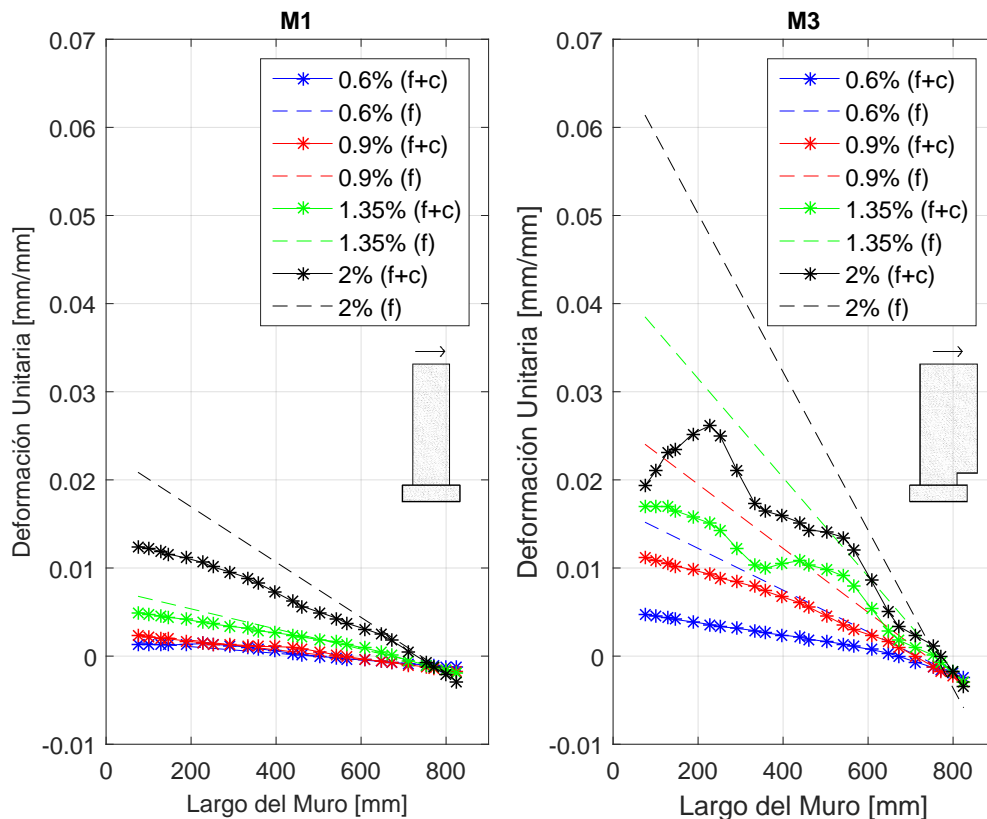 M1
0.07
0.06
0.05
0.04
0.03
0.02
0.01
0
-0.01
Deformación Unitaria [mm/mm]
0.6% (f+c)
0.6% (f)
0.9% (f+c)
0.9% (f)
1.35% (f+c)
1.35% (f)
2% (f+c)
2% (f)
0 200 400 600 800
Largo del Muro [mm]
M3
0.07
0.06
0.05
0.04
0.03
0.02
0.01
0
-0.01
Deformación Unitaria [mm/mm]
0.6% (f+c)
0.6% (f)
0.9% (f+c)
0.9% (f)
1.35% (f+c)
1.35% (f)
2% (f+c)
2% (f)
0 200 400 600 800
Largo del Muro [mm]